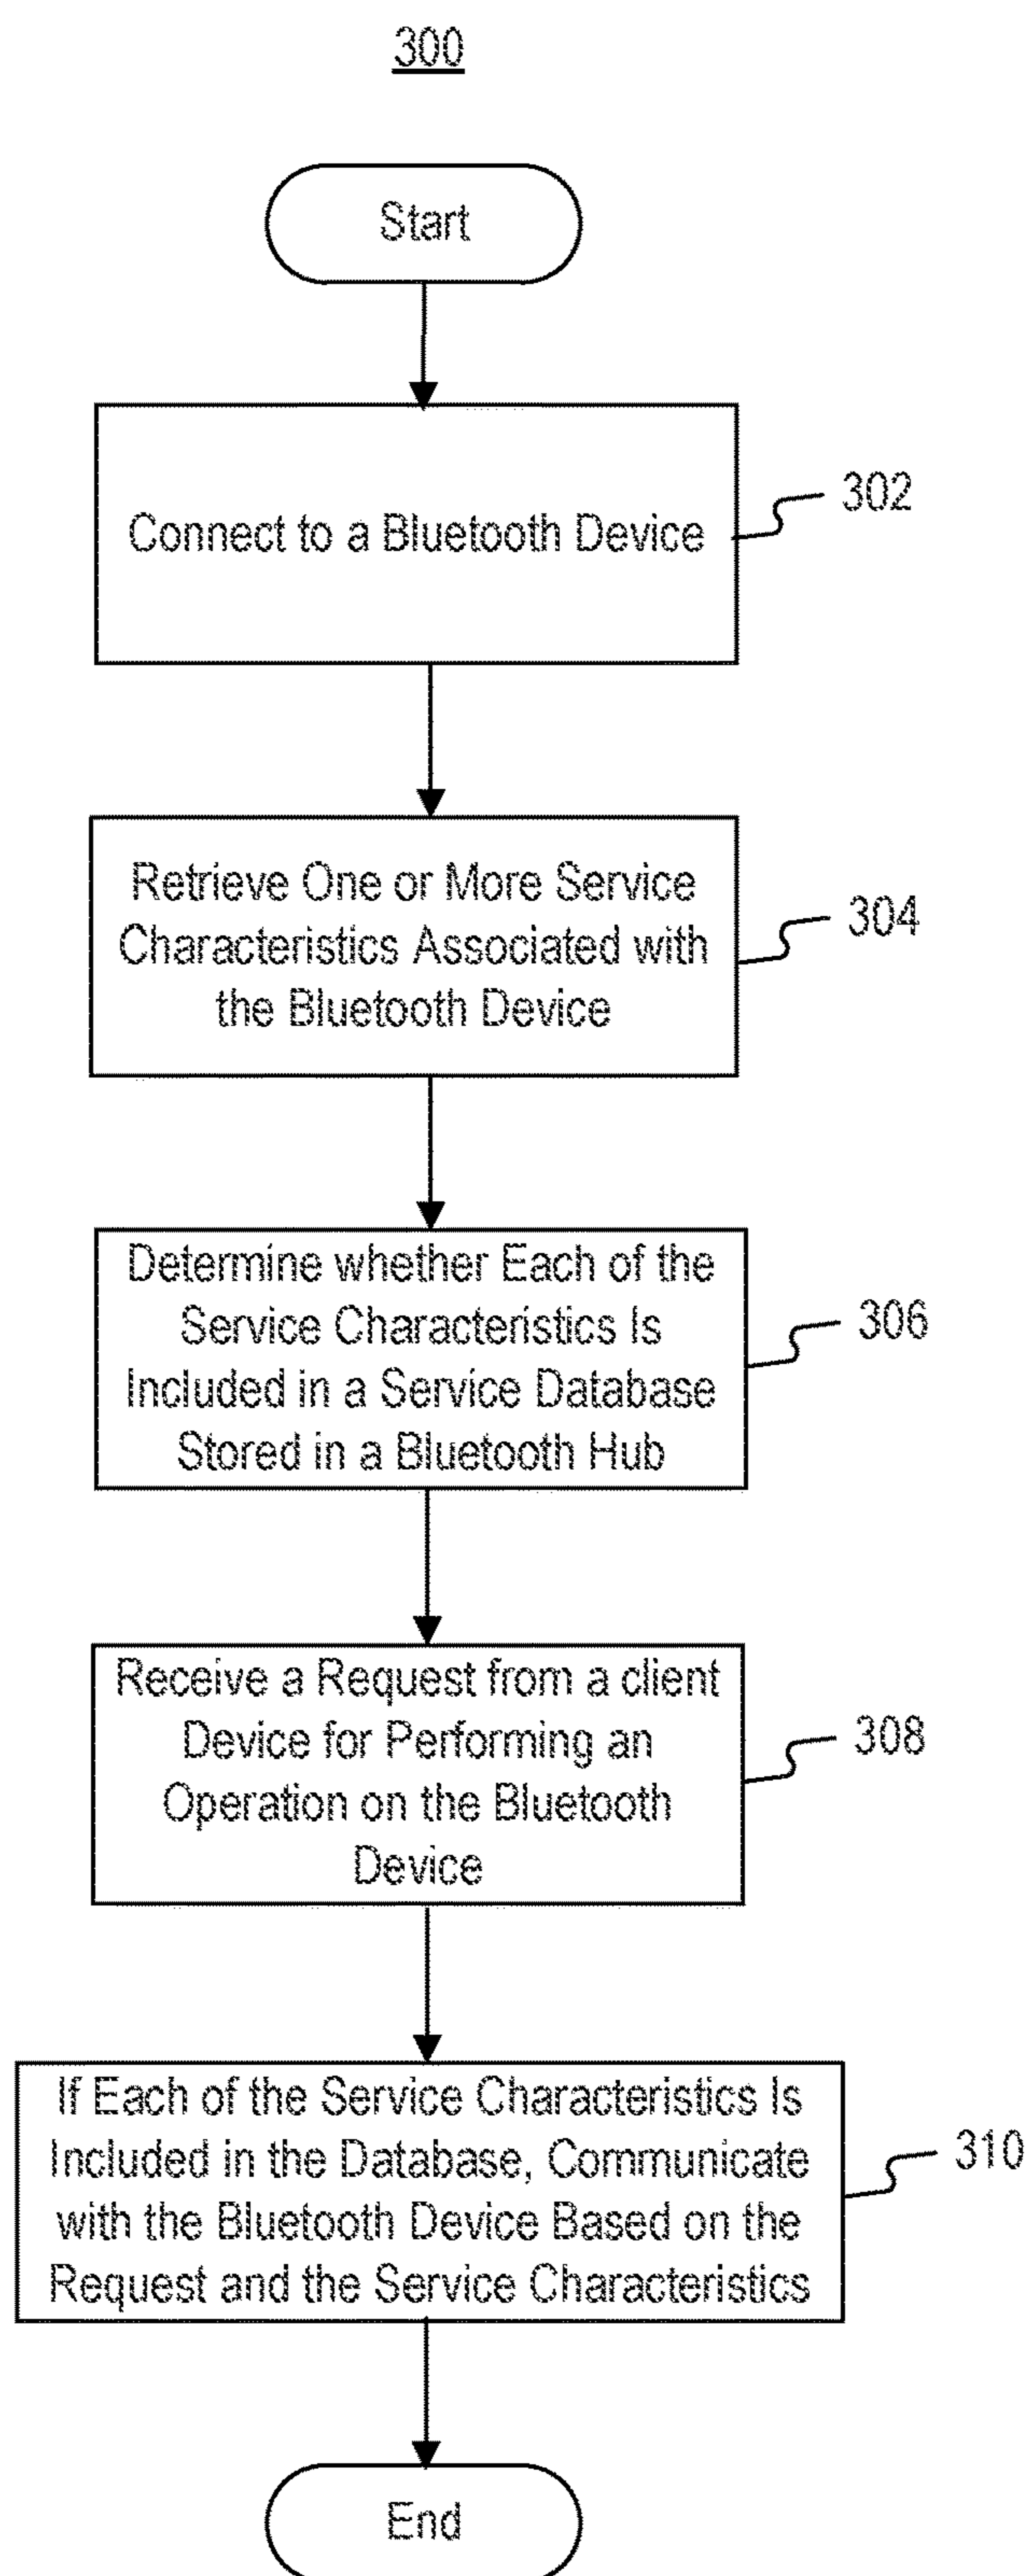 300
Start
Connect to a Bluetooth Device
302
Retrieve One or More Service
Characteristics Associated with
the Bluetooth Device
304
Determine whether Each of the
Service Characteristics Is
Included in a Service Database
Stored in a Bluetooth Hub
306
Receive a Request from a client
Device for Performing an
Operation on the Bluetooth
Device
308
If Each of the Service Characteristics Is
Included in the Database, Communicate
with the Bluetooth Device Based on the
Request and the Service Characteristics
310
End